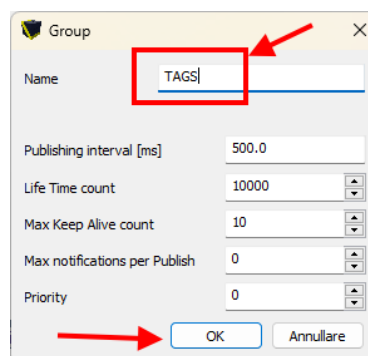 Group
Name TAGS
Publishing interval [ms] 500.0
Life Time count 10000
Max Keep Alive count 10
Max notifications per Publish 0
Priority 0
OK Annullare